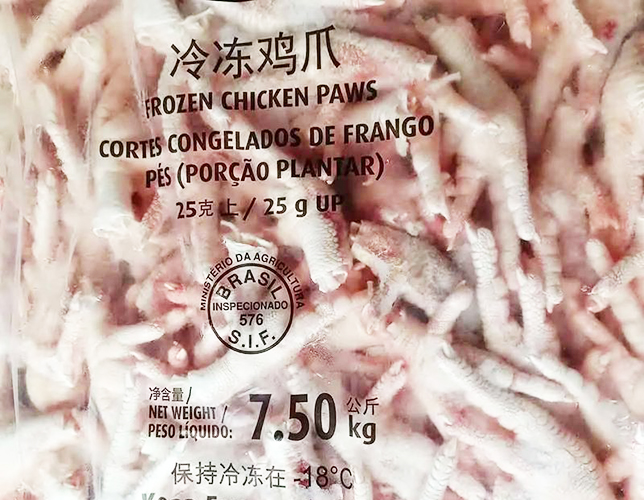 冷冻鸡爪
FROZEN CHICKEN PAWS
CORTES CONGELADOS DE FRANGO
PÉS (PORÇÃO PLANTAR)
25克 上 / 25 g UP
MINISTÉRIO DA AGRICULTURA
BRASIL
INSPECIONADO
576
S.I.F.
净含量 /
NET WEIGHT /
PESO LÍQUIDO:
7.50 公斤
kg
保持冷冻在 -18°C